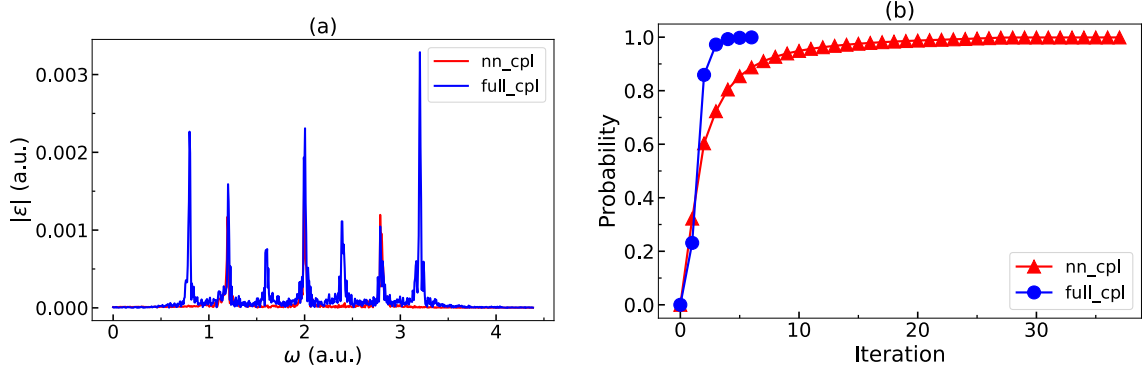 (a)
nn_cpl
full_cpl
0.003
0.002
0.001
0.000
|ε| (a.u.)
0 1 2 3 4
ω (a.u.)
(b)
1.0
0.8
0.6
0.4
0.2
0.0
Probability
nn_cpl
full_cpl
0 10 20 30
Iteration